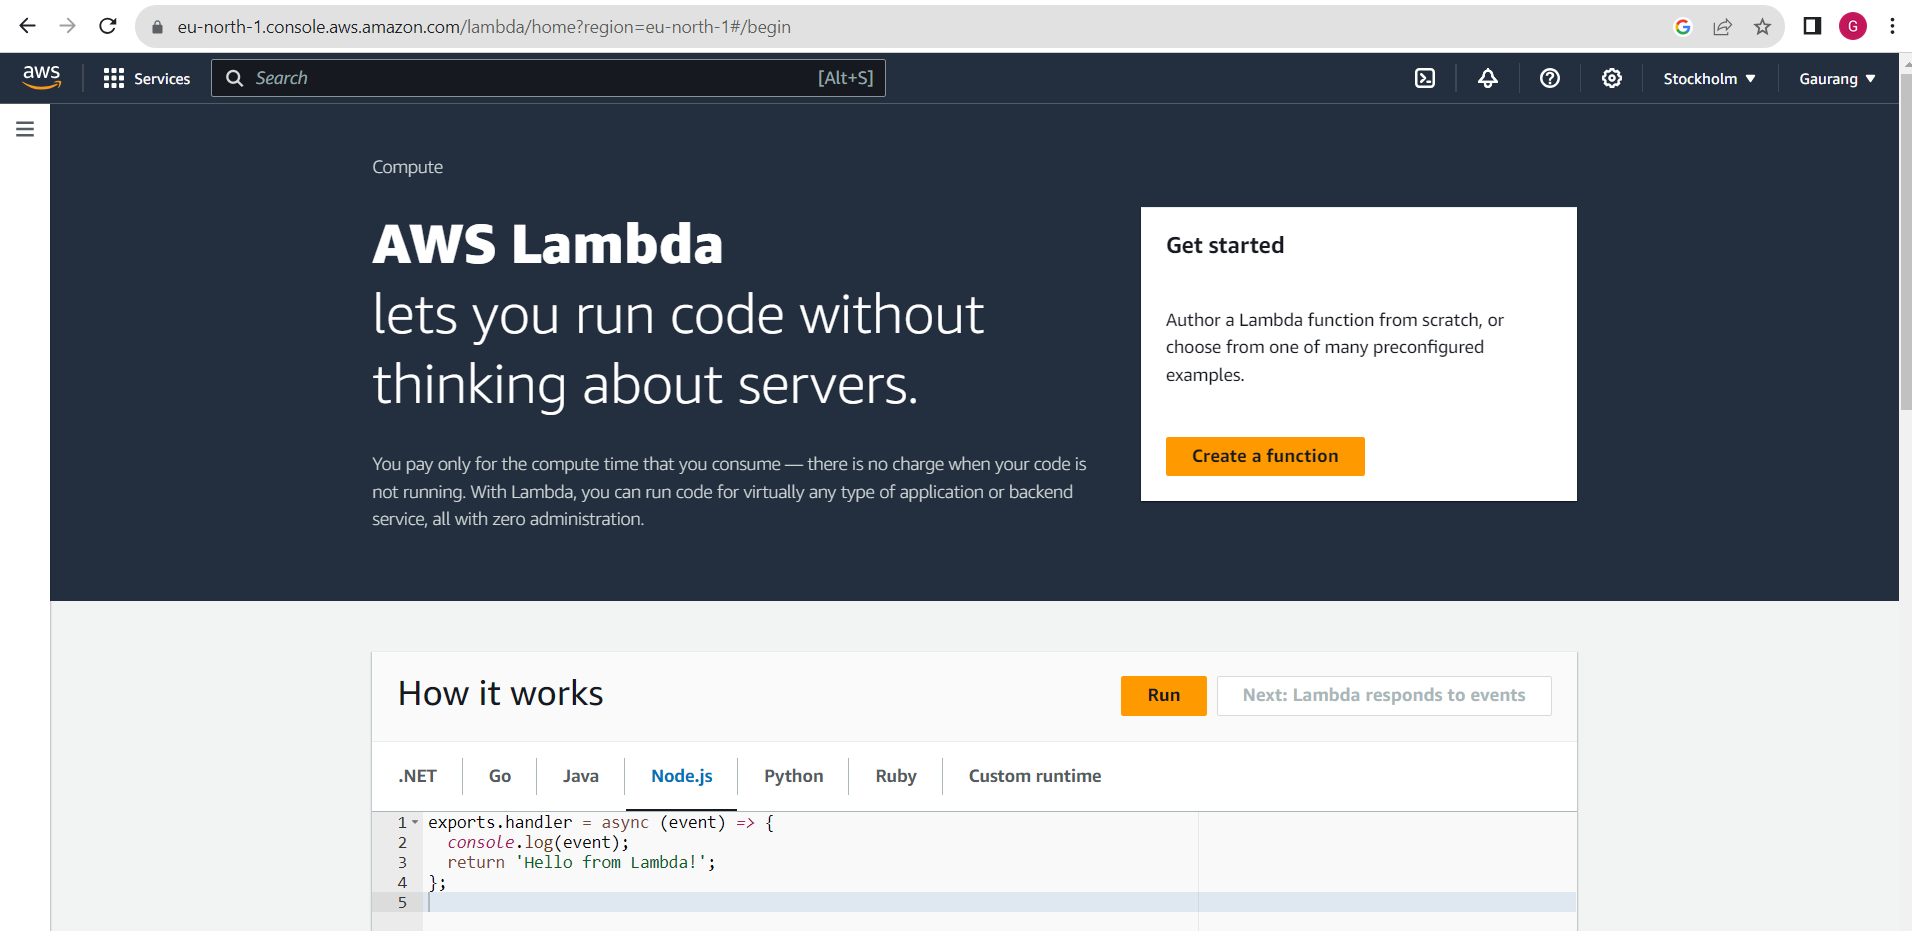 eu-north-1.console.aws.amazon.com/lambda/home?region=eu-north-1#/begin
G
aws
Services
Search
[Alt+S]
Stockholm
Gaurang
Compute
AWS Lambda
lets you run code without
thinking about servers.
You pay only for the compute time that you consume — there is no charge when your code is
not running. With Lambda, you can run code for virtually any type of application or backend
service, all with zero administration.
Get started
Author a Lambda function from scratch, or
choose from one of many preconfigured
examples.
Create a function
How it works
Run
Next: Lambda responds to events
.NET
Go
Java
Node.js
Python
Ruby
Custom runtime
1 exports.handler = async (event) => {
2 console.log(event);
3 return 'Hello from Lambda!';
4 };
5